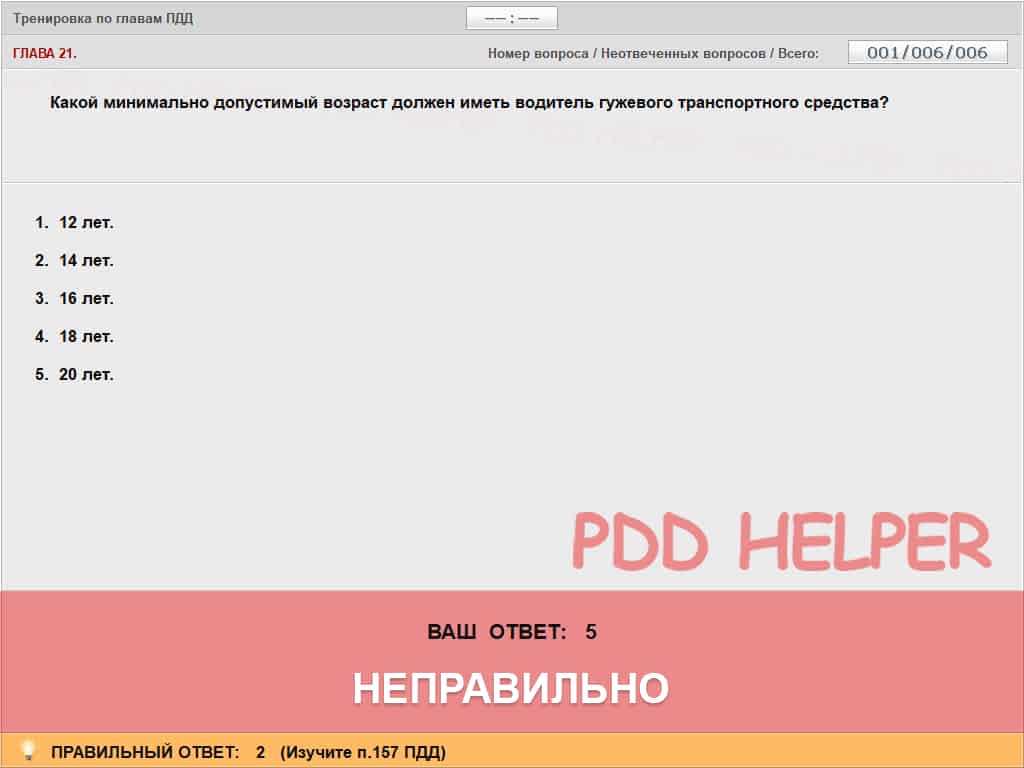 Тренировка по главам ПДД
–– : ––
ГЛАВА 21.
Номер вопроса / Неотвеченных вопросов / Всего:
001/006/006
Какой минимально допустимый возраст должен иметь водитель гужевого транспортного средства?
1. 12 лет.
2. 14 лет.
3. 16 лет.
4. 18 лет.
5. 20 лет.
PDD HELPER
ВАШ ОТВЕТ: 5
НЕПРАВИЛЬНО
ПРАВИЛЬНЫЙ ОТВЕТ: 2 (Изучите п.157 ПДД)